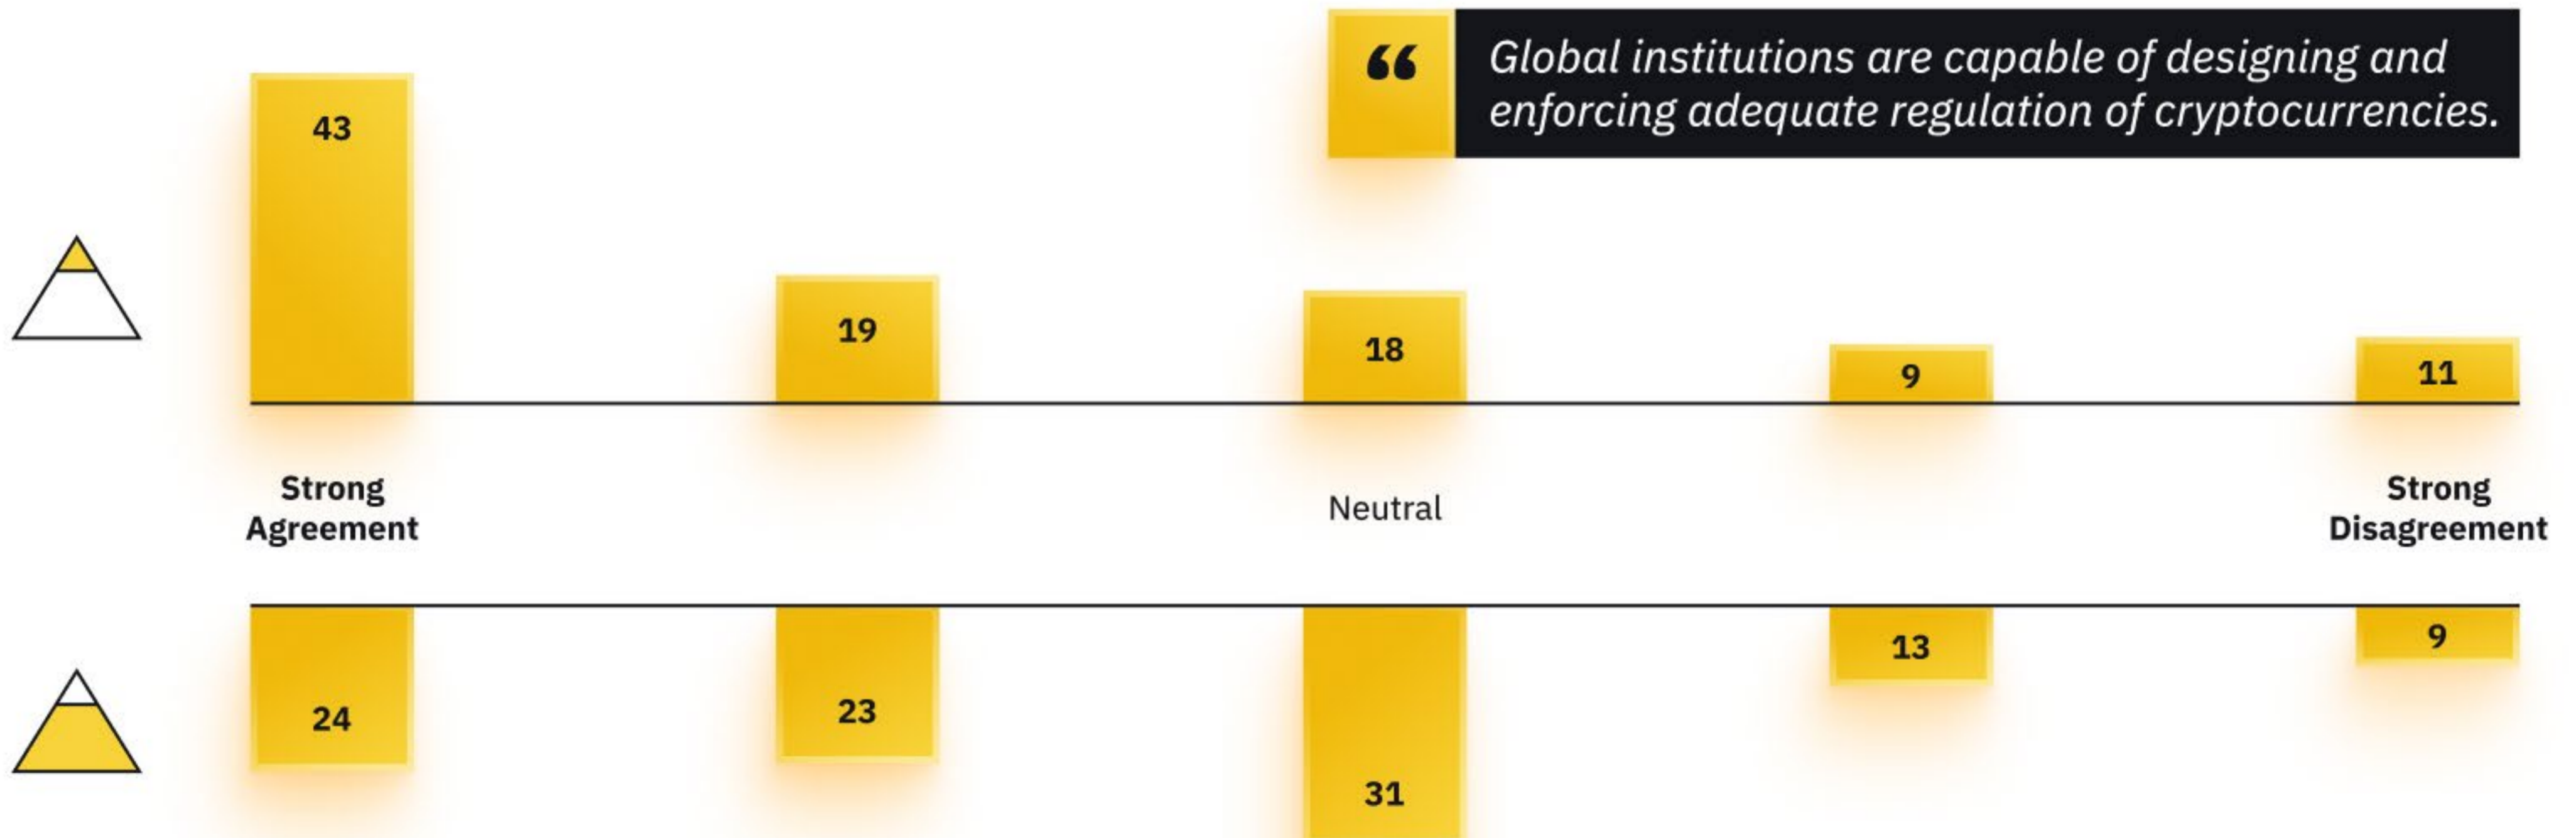 “
Global institutions are capable of designing and
enforcing adequate regulation of cryptocurrencies.
43
19
18
9
11
Strong
Agreement
Neutral
Strong
Disagreement
24
23
31
13
9